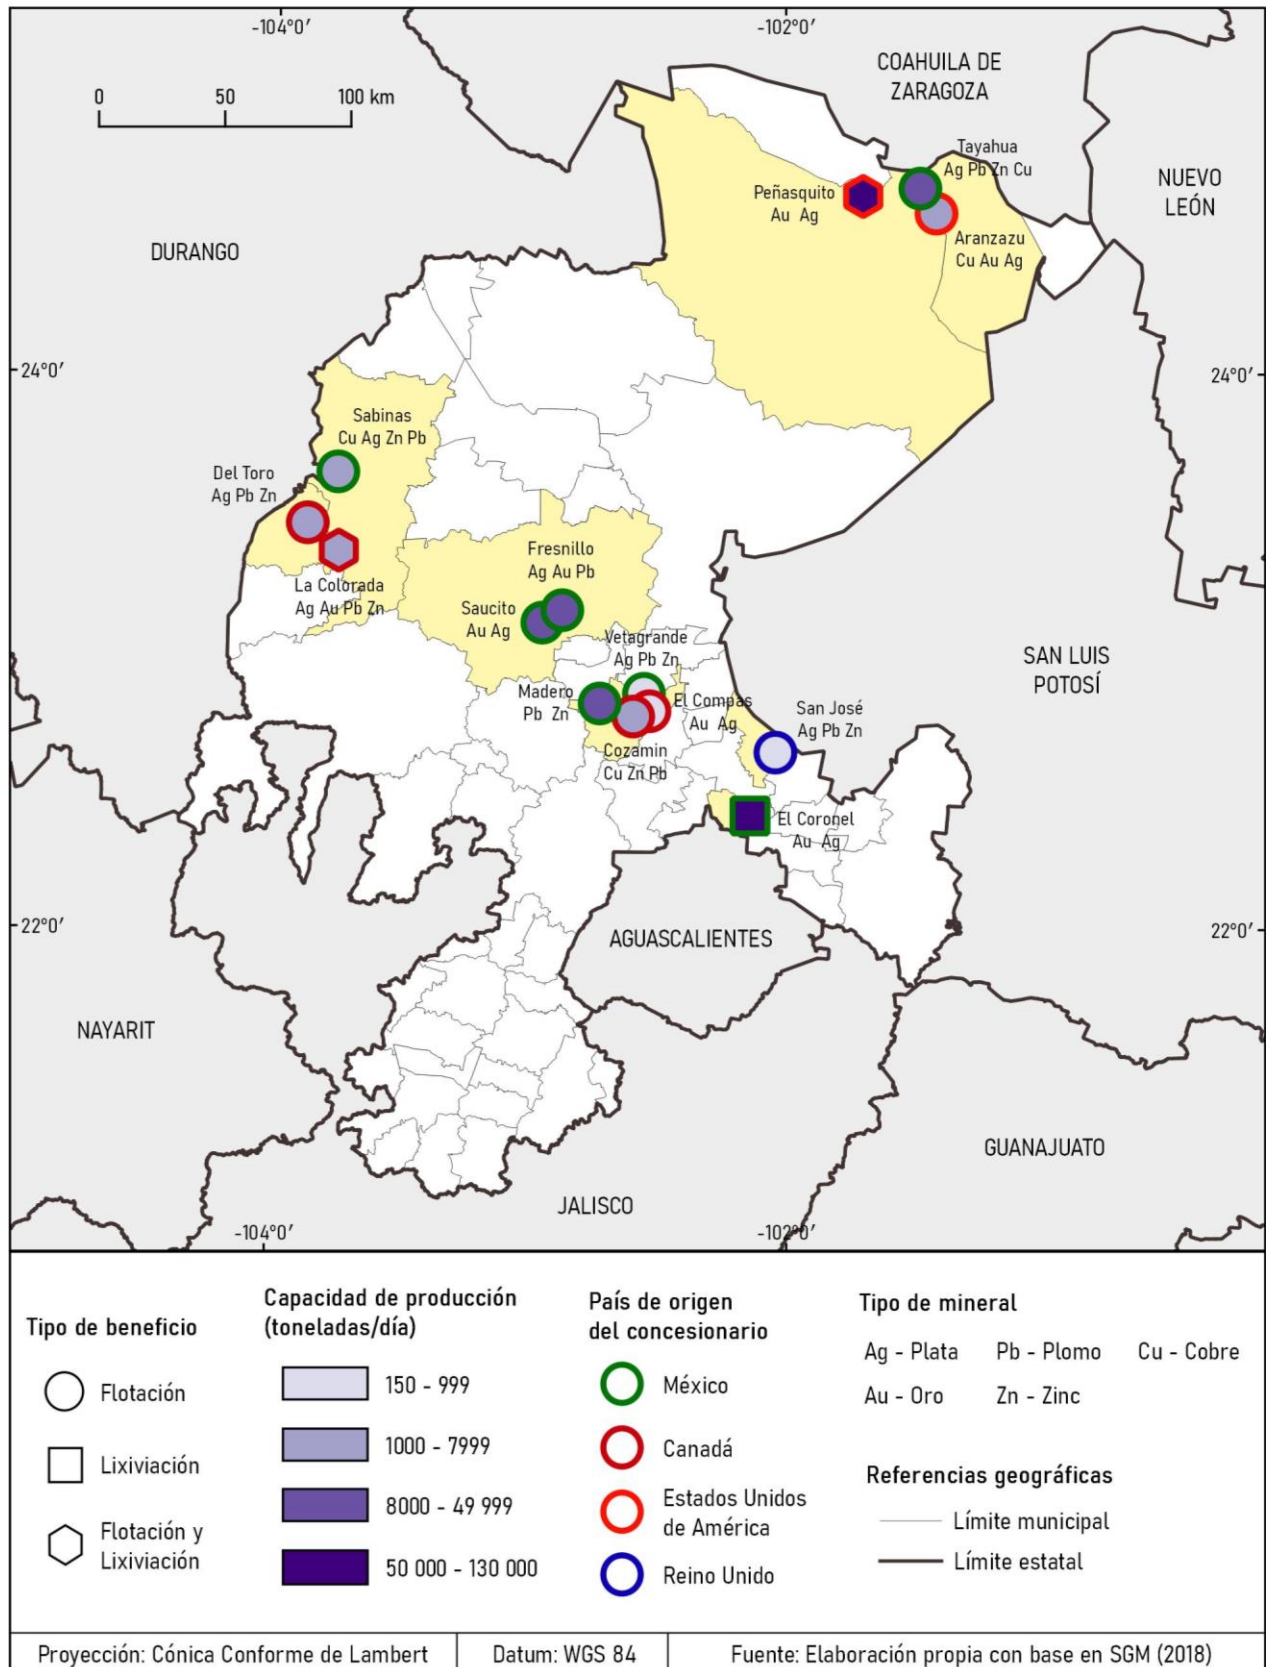 -104°0′
-102°0′
0 50 100 km
COAHUILA DE
ZARAGOZA
NUEVO
LEÓN
DURANGO
Tayahua
Ag Pb Zn Cu
Peñasquito
Au Ag
Aranzazu
Cu Au Ag
24°0′
24°0′
Sabinas
Cu Ag Zn Pb
Del Toro
Ag Pb Zn
La Colorada
Ag Au Pb Zn
Fresnillo
Ag Au Pb
Saucito
Au Ag
Vetagrande
Ag Pb Zn
Madero
Pb Zn
El Compas
Au Ag
Cozamin
Cu Zn Pb
San José
Ag Pb Zn
SAN LUIS
POTOSÍ
El Coronel
Au Ag
22°0′
22°0′
AGUASCALIENTES
NAYARIT
GUANAJUATO
JALISCO
-104°0′
-102°0′
Tipo de beneficio
Flotación
Lixiviación
Flotación y
Lixiviación
Capacidad de producción
(toneladas/día)
150 - 999
1000 - 7999
8000 - 49 999
50 000 - 130 000
País de origen
del concesionario
México
Canadá
Estados Unidos
de América
Reino Unido
Tipo de mineral
Ag - Plata Pb - Plomo Cu - Cobre
Au - Oro Zn - Zinc
Referencias geográficas
Límite municipal
Límite estatal
Proyección: Cónica Conforme de Lambert
Datum: WGS 84
Fuente: Elaboración propia con base en SGM (2018)